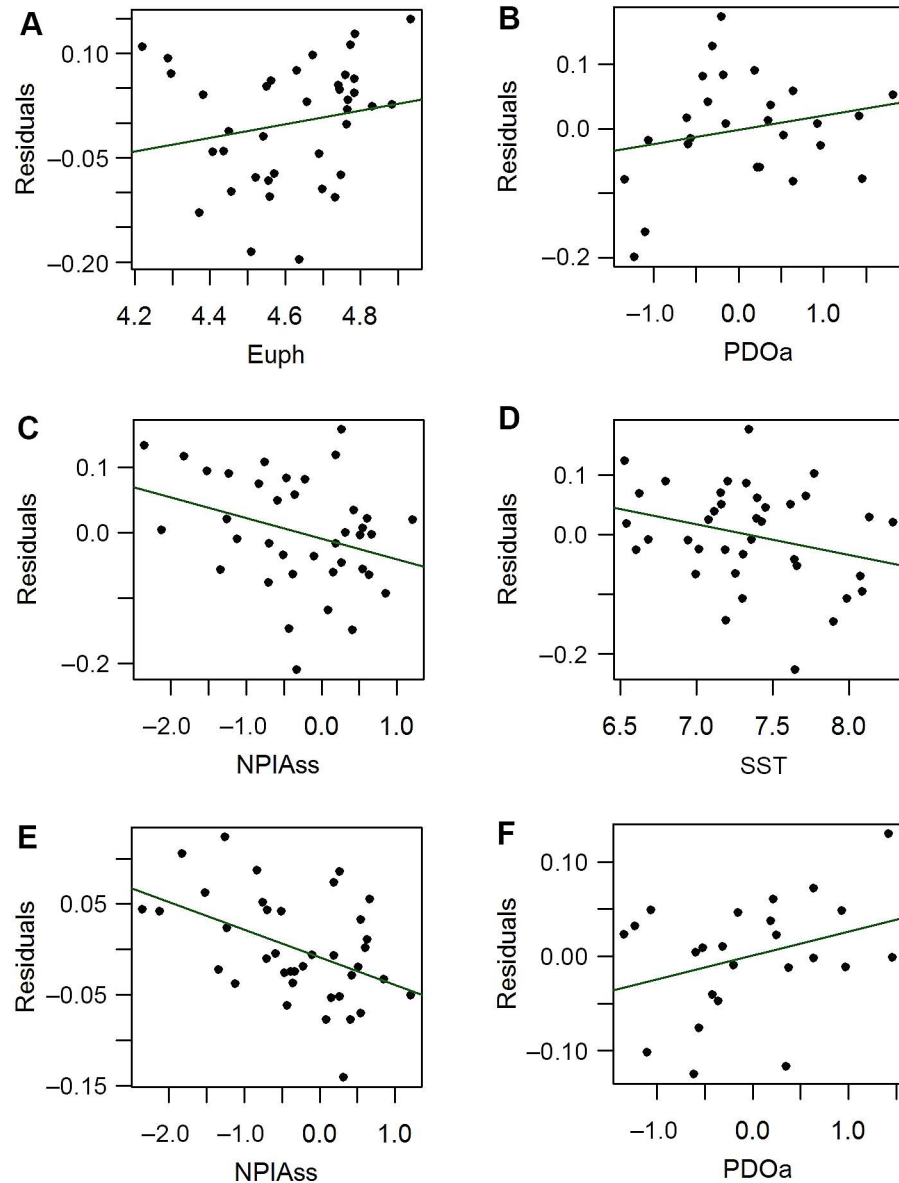 A
Residuals
0.10
−0.05
−0.20
4.2 4.4 4.6 4.8
Euph
B
Residuals
0.1
0.0
−0.2
−1.0 0.0 1.0
PDOa
C
Residuals
0.1
0.0
−0.2
−2.0 −1.0 0.0 1.0
NPIAss
D
Residuals
0.1
0.0
−0.2
6.5 7.0 7.5 8.0
SST
E
Residuals
0.05
−0.05
−0.15
−2.0 −1.0 0.0 1.0
NPIAss
F
Residuals
0.10
0.00
−0.10
−1.0 0.0 1.0
PDOa